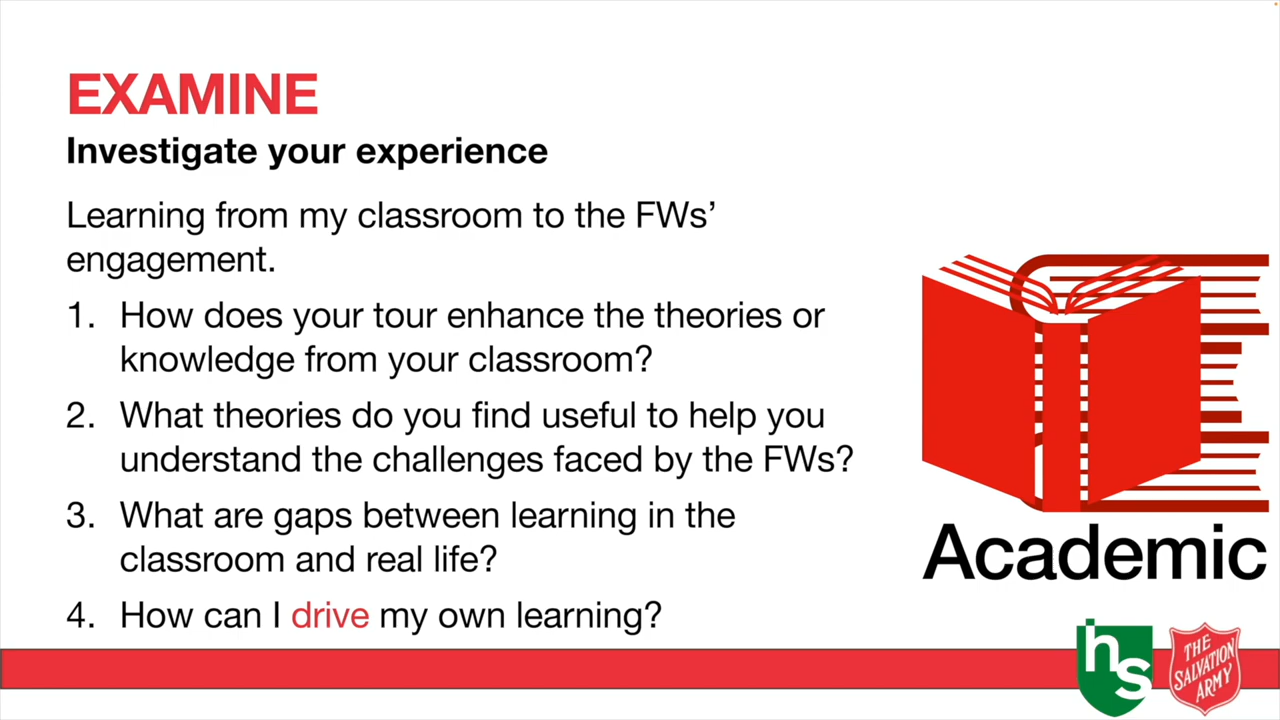 EXAMINE
Investigate your experience
Learning from my classroom to the FWs’
engagement.
1. How does your tour enhance the theories or
knowledge from your classroom?
2. What theories do you find useful to help you
understand the challenges faced by the FWs?
3. What are gaps between learning in the
classroom and real life?
4. How can I drive my own learning?
Academic
hs
THE
SALVATION
ARMY